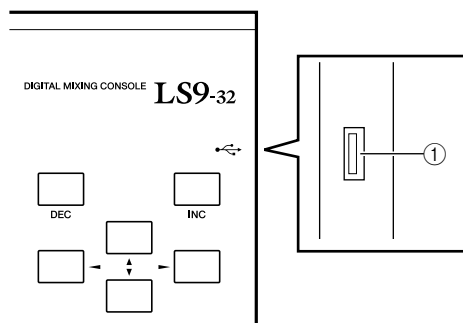 DIGITAL MIXING CONSOLE LS9-32
①
DEC
INC